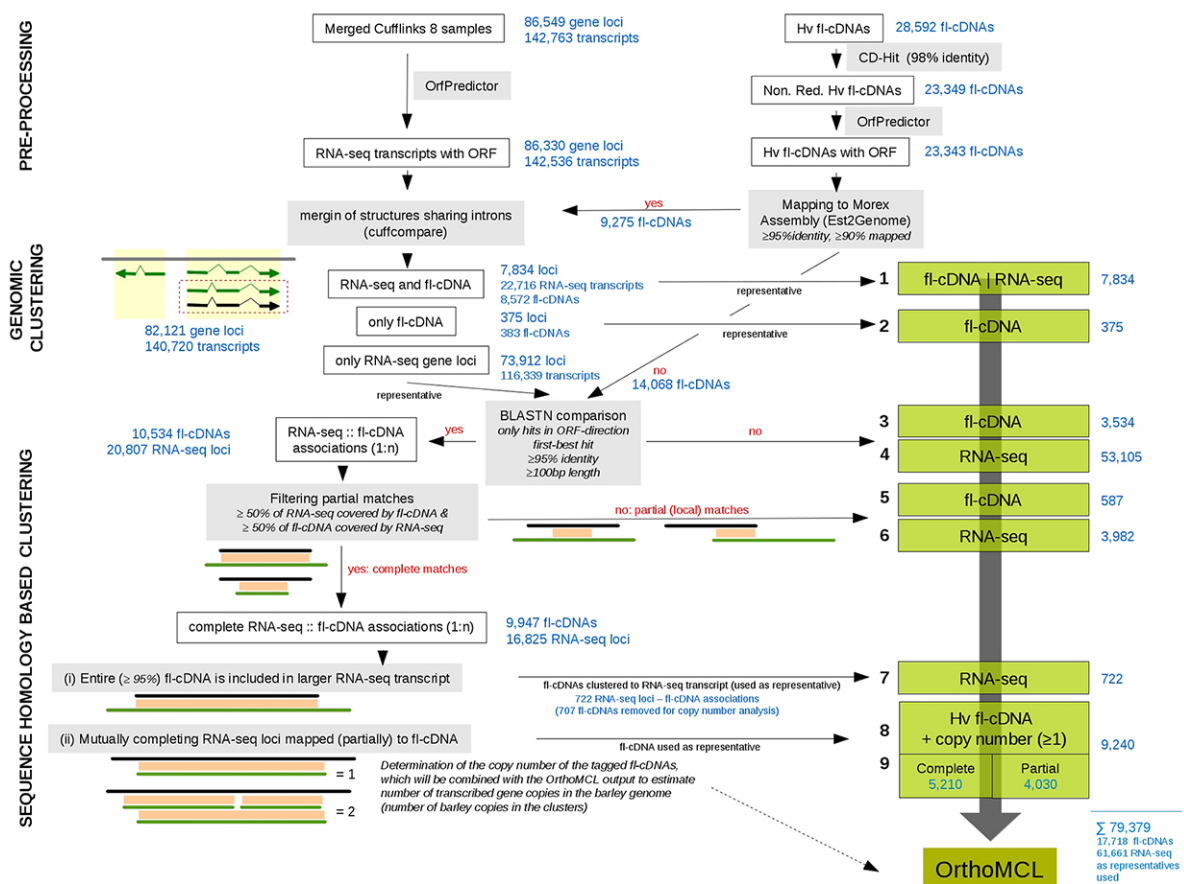 PRE-PROCESSING
Merged Cufflinks 8 samples
86,549 gene loci
142,763 transcripts
OrfPredictor
RNA-seq transcripts with ORF
86,330 gene loci
142,536 transcripts
Hv fl-cDNAs
28,592 fl-cDNAs
CD-Hit (98% identity)
Non. Red. Hv fl-cDNAs
23,349 fl-cDNAs
OrfPredictor
Hv fl-cDNAs with ORF
23,343 fl-cDNAs
Mapping to Morex
Assembly (Est2Genome)
≥95%identity, ≥90% mapped
yes
9,275 fl-cDNAs
mergin of structures sharing introns
(cuffcompare)
GENOMIC
CLUSTERING
82,121 gene loci
140,720 transcripts
RNA-seq and fl-cDNA
7,834 loci
22,716 RNA-seq transcripts
8,572 fl-cDNAs
representative
1
fl-cDNA | RNA-seq
7,834
only fl-cDNA
375 loci
383 fl-cDNAs
representative
2
fl-cDNA
375
only RNA-seq gene loci
73,912 loci
116,339 transcripts
representative
no
14,068 fl-cDNAs
SEQUENCE HOMOLOGY BASED CLUSTERING
BLASTN comparison
only hits in ORF-direction
first-best hit
≥95% identity
≥100bp length
yes
no
10,534 fl-cDNAs
20,807 RNA-seq loci
RNA-seq :: fl-cDNA
associations (1:n)
3
fl-cDNA
3,534
4
RNA-seq
53,105
Filtering partial matches
≥ 50% of RNA-seq covered by fl-cDNA &
≥ 50% of fl-cDNA covered by RNA-seq
no: partial (local) matches
5
fl-cDNA
587
6
RNA-seq
3,982
yes: complete matches
complete RNA-seq :: fl-cDNA associations (1:n)
9,947 fl-cDNAs
16,825 RNA-seq loci
(i) Entire (≥ 95%) fl-cDNA is included in larger RNA-seq transcript
fl-cDNAs clustered to RNA-seq transcript (used as representative)
722 RNA-seq loci – fl-cDNA associations
(707 fl-cDNAs removed for copy number analysis)
7
RNA-seq
722
(ii) Mutually completing RNA-seq loci mapped (partially) to fl-cDNA
fl-cDNA used as representative
8
Hv fl-cDNA
+ copy number (≥1)
9,240
9
Complete
5,210
Partial
4,030
= 1
= 2
Determination of the copy number of the tagged fl-cDNAs,
which will be combined with the OrthoMCL output to estimate
number of transcribed gene copies in the barley genome
(number of barley copies in the clusters)
OrthoMCL
∑ 79,379
17,718 fl-cDNAs
61,661 RNA-seq
as representatives
used